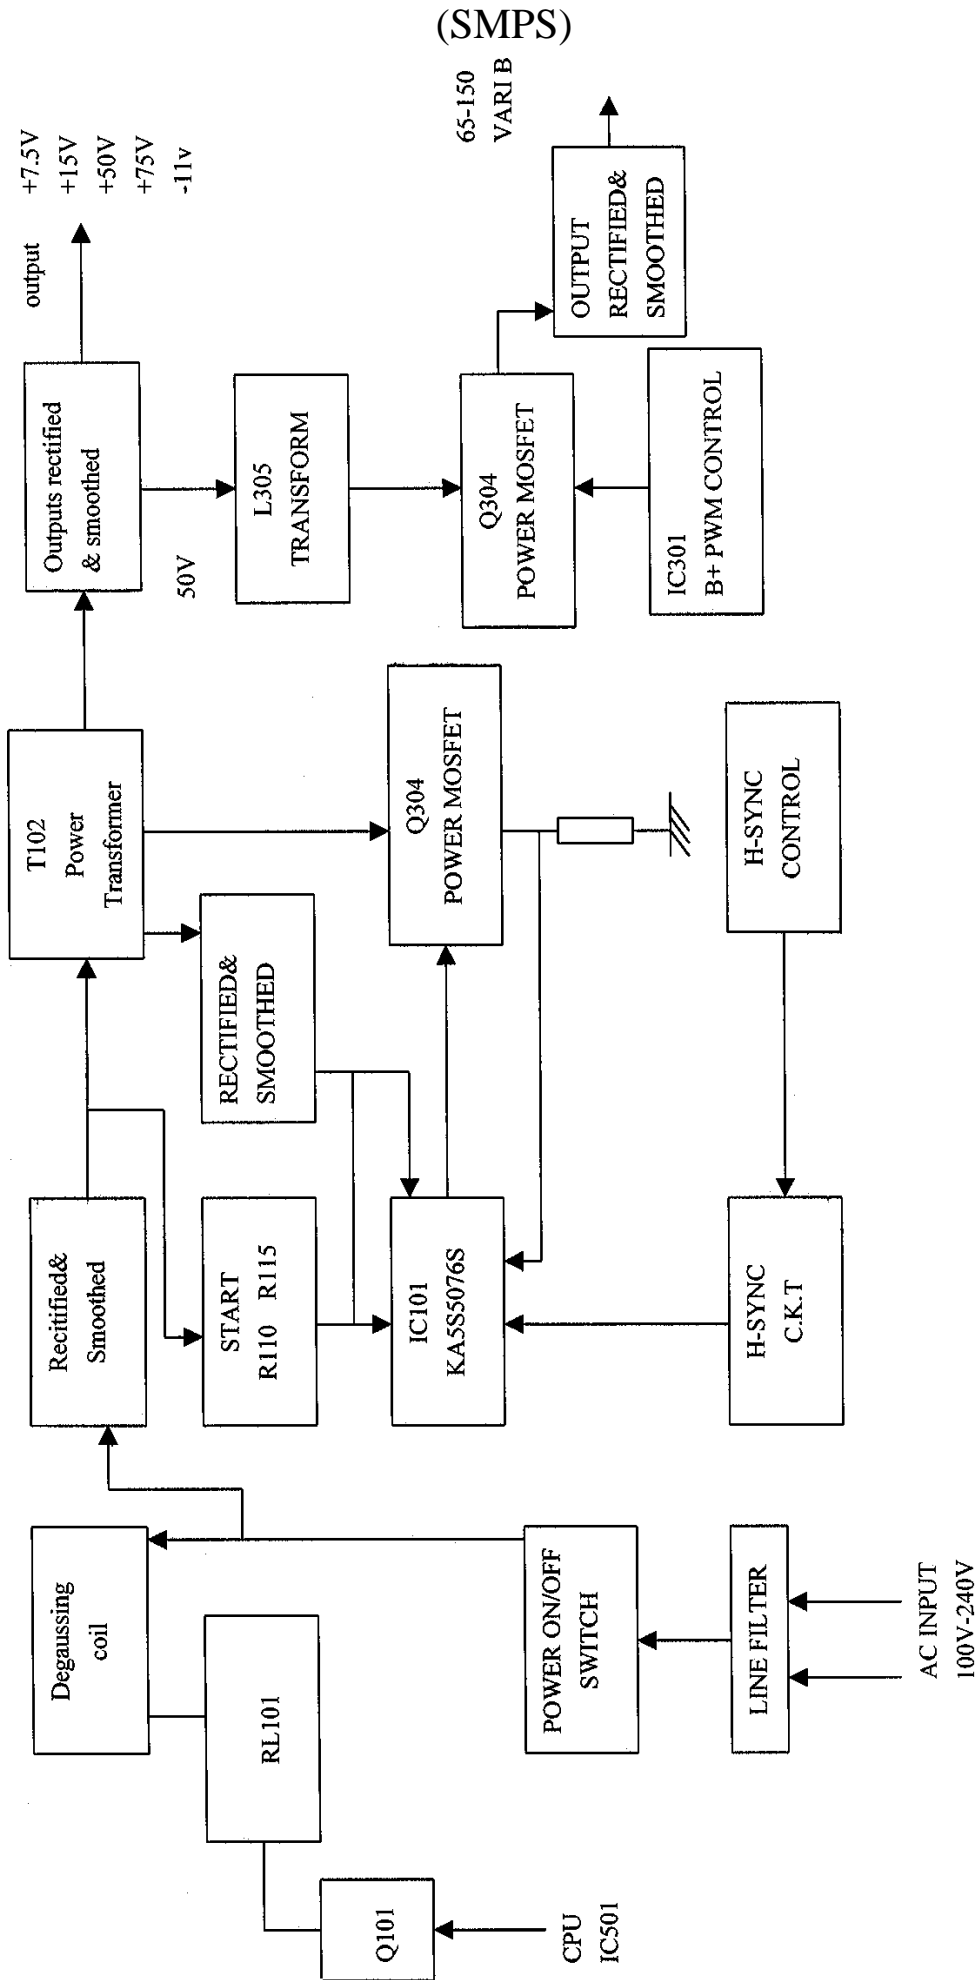 (SMPS)
Degaussing
coil
RL101
Q101
CPU
IC501
POWER ON/OFF
SWITCH
LINE FILTER
AC INPUT
100V-240V
Recitified&
Smoothed
START
R110 R115
IC101
KA5S5076S
H-SYNC
C.K.T
T102
Power
Transformer
RECTIFIED&
SMOOTHED
Q304
POWER MOSFET
H-SYNC
CONTROL
Outputs rectified
& smoothed
50V
L305
TRANSFORM
Q304
POWER MOSFET
IC301
B+ PWM CONTROL
output
+7.5V
+15V
+50V
+75V
-11v
OUTPUT
RECTIFIED&
SMOOTHED
65-150
VARI B